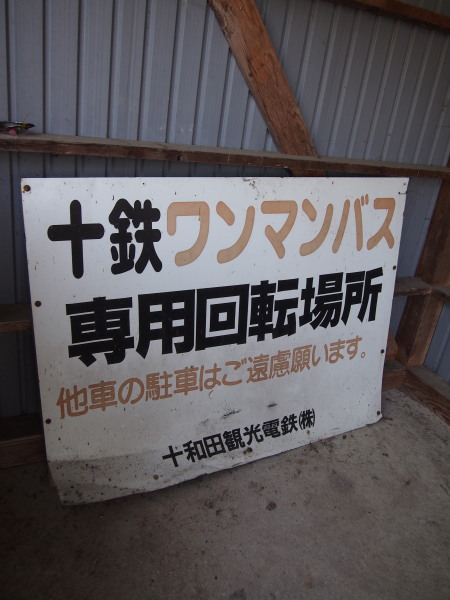 十鉄ワンマンバス
専用回転場所
他車の駐車はご遠慮願います。
十和田観光電鉄㈱